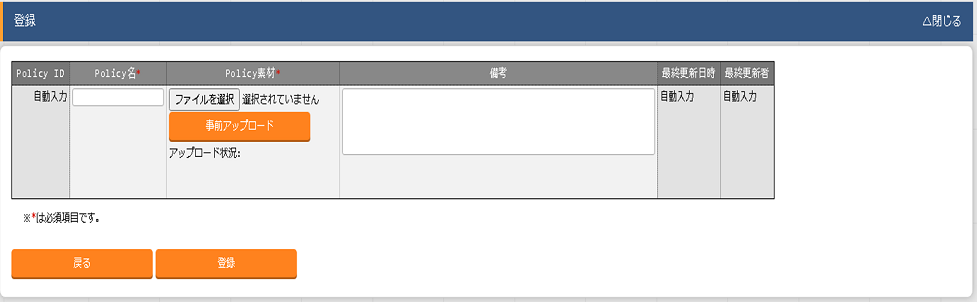 登録 △閉じる
Policy ID Policy名* Policy素材* 備考 最終更新日時 最終更新者
自動入力 ファイルを選択 選択されていません 自動入力 自動入力
事前アップロード
アップロード状況:
※*は必須項目です。
戻る 登録